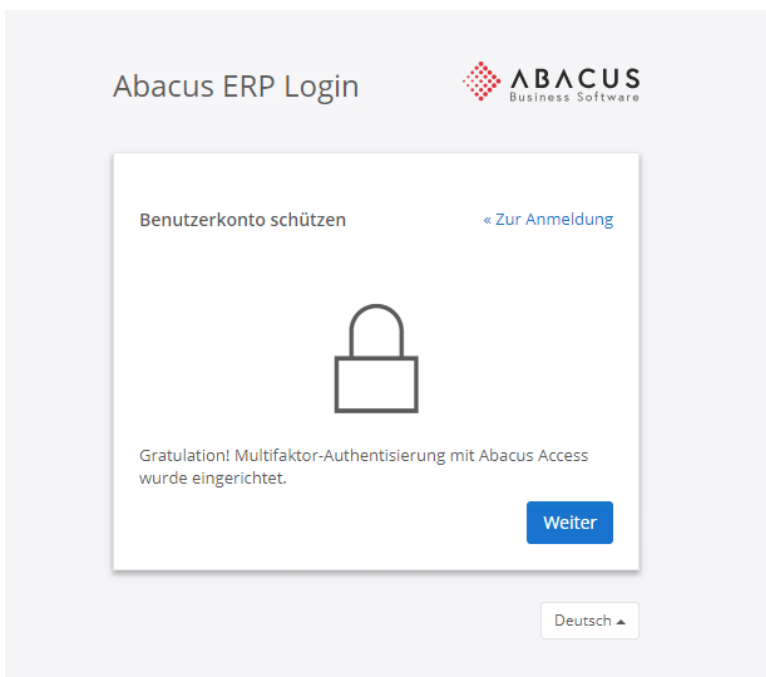 Abacus ERP Login
ABACUS
Business Software
Benutzerkonto schützen
« Zur Anmeldung
Gratulation! Multifaktor-Authentisierung mit Abacus Access
wurde eingerichtet.
Weiter
Deutsch